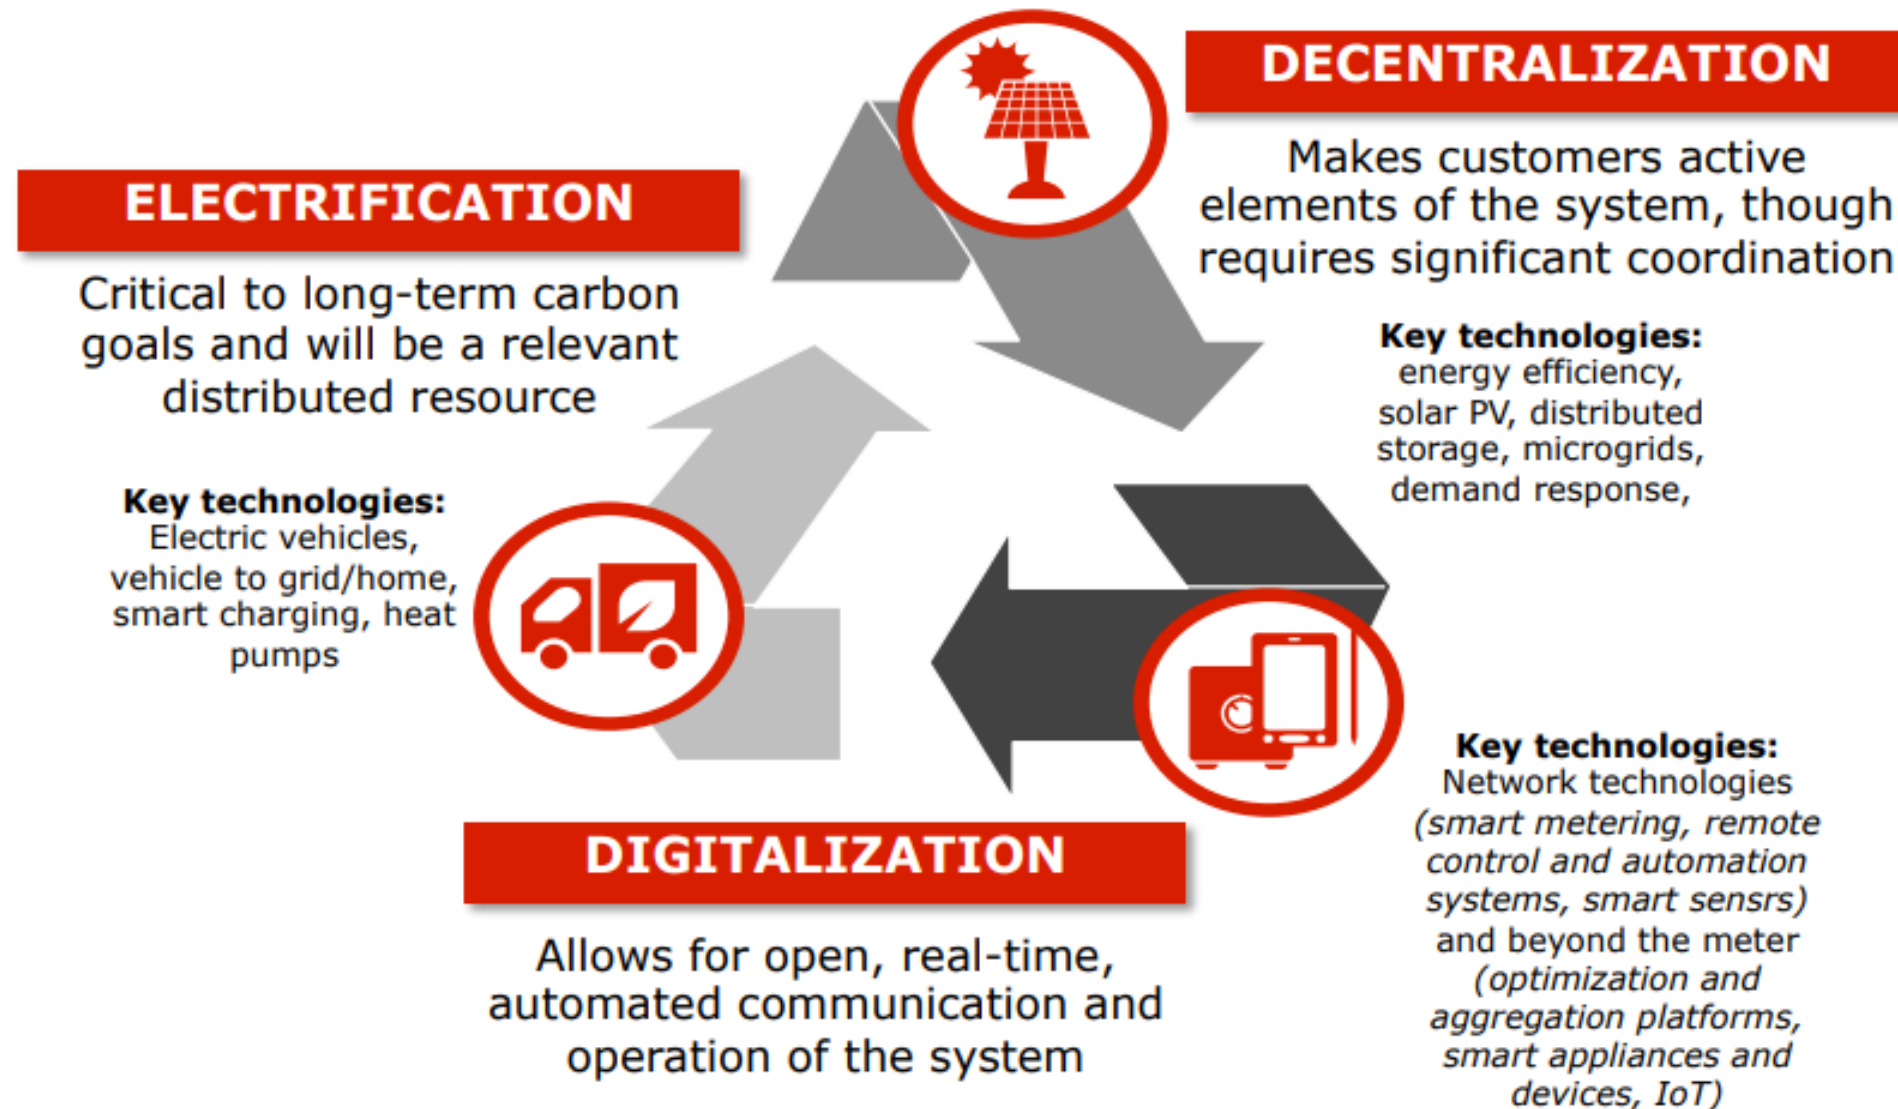 ELECTRIFICATION
Critical to long-term carbon
goals and will be a relevant
distributed resource
Key technologies:
Electric vehicles,
vehicle to grid/home,
smart charging, heat
pumps
DECENTRALIZATION
Makes customers active
elements of the system, though
requires significant coordination
Key technologies:
energy efficiency,
solar PV, distributed
storage, microgrids,
demand response,
DIGITALIZATION
Allows for open, real-time,
automated communication and
operation of the system
Key technologies:
Network technologies
(smart metering, remote
control and automation
systems, smart sensrs)
and beyond the meter
(optimization and
aggregation platforms,
smart appliances and
devices, IoT)